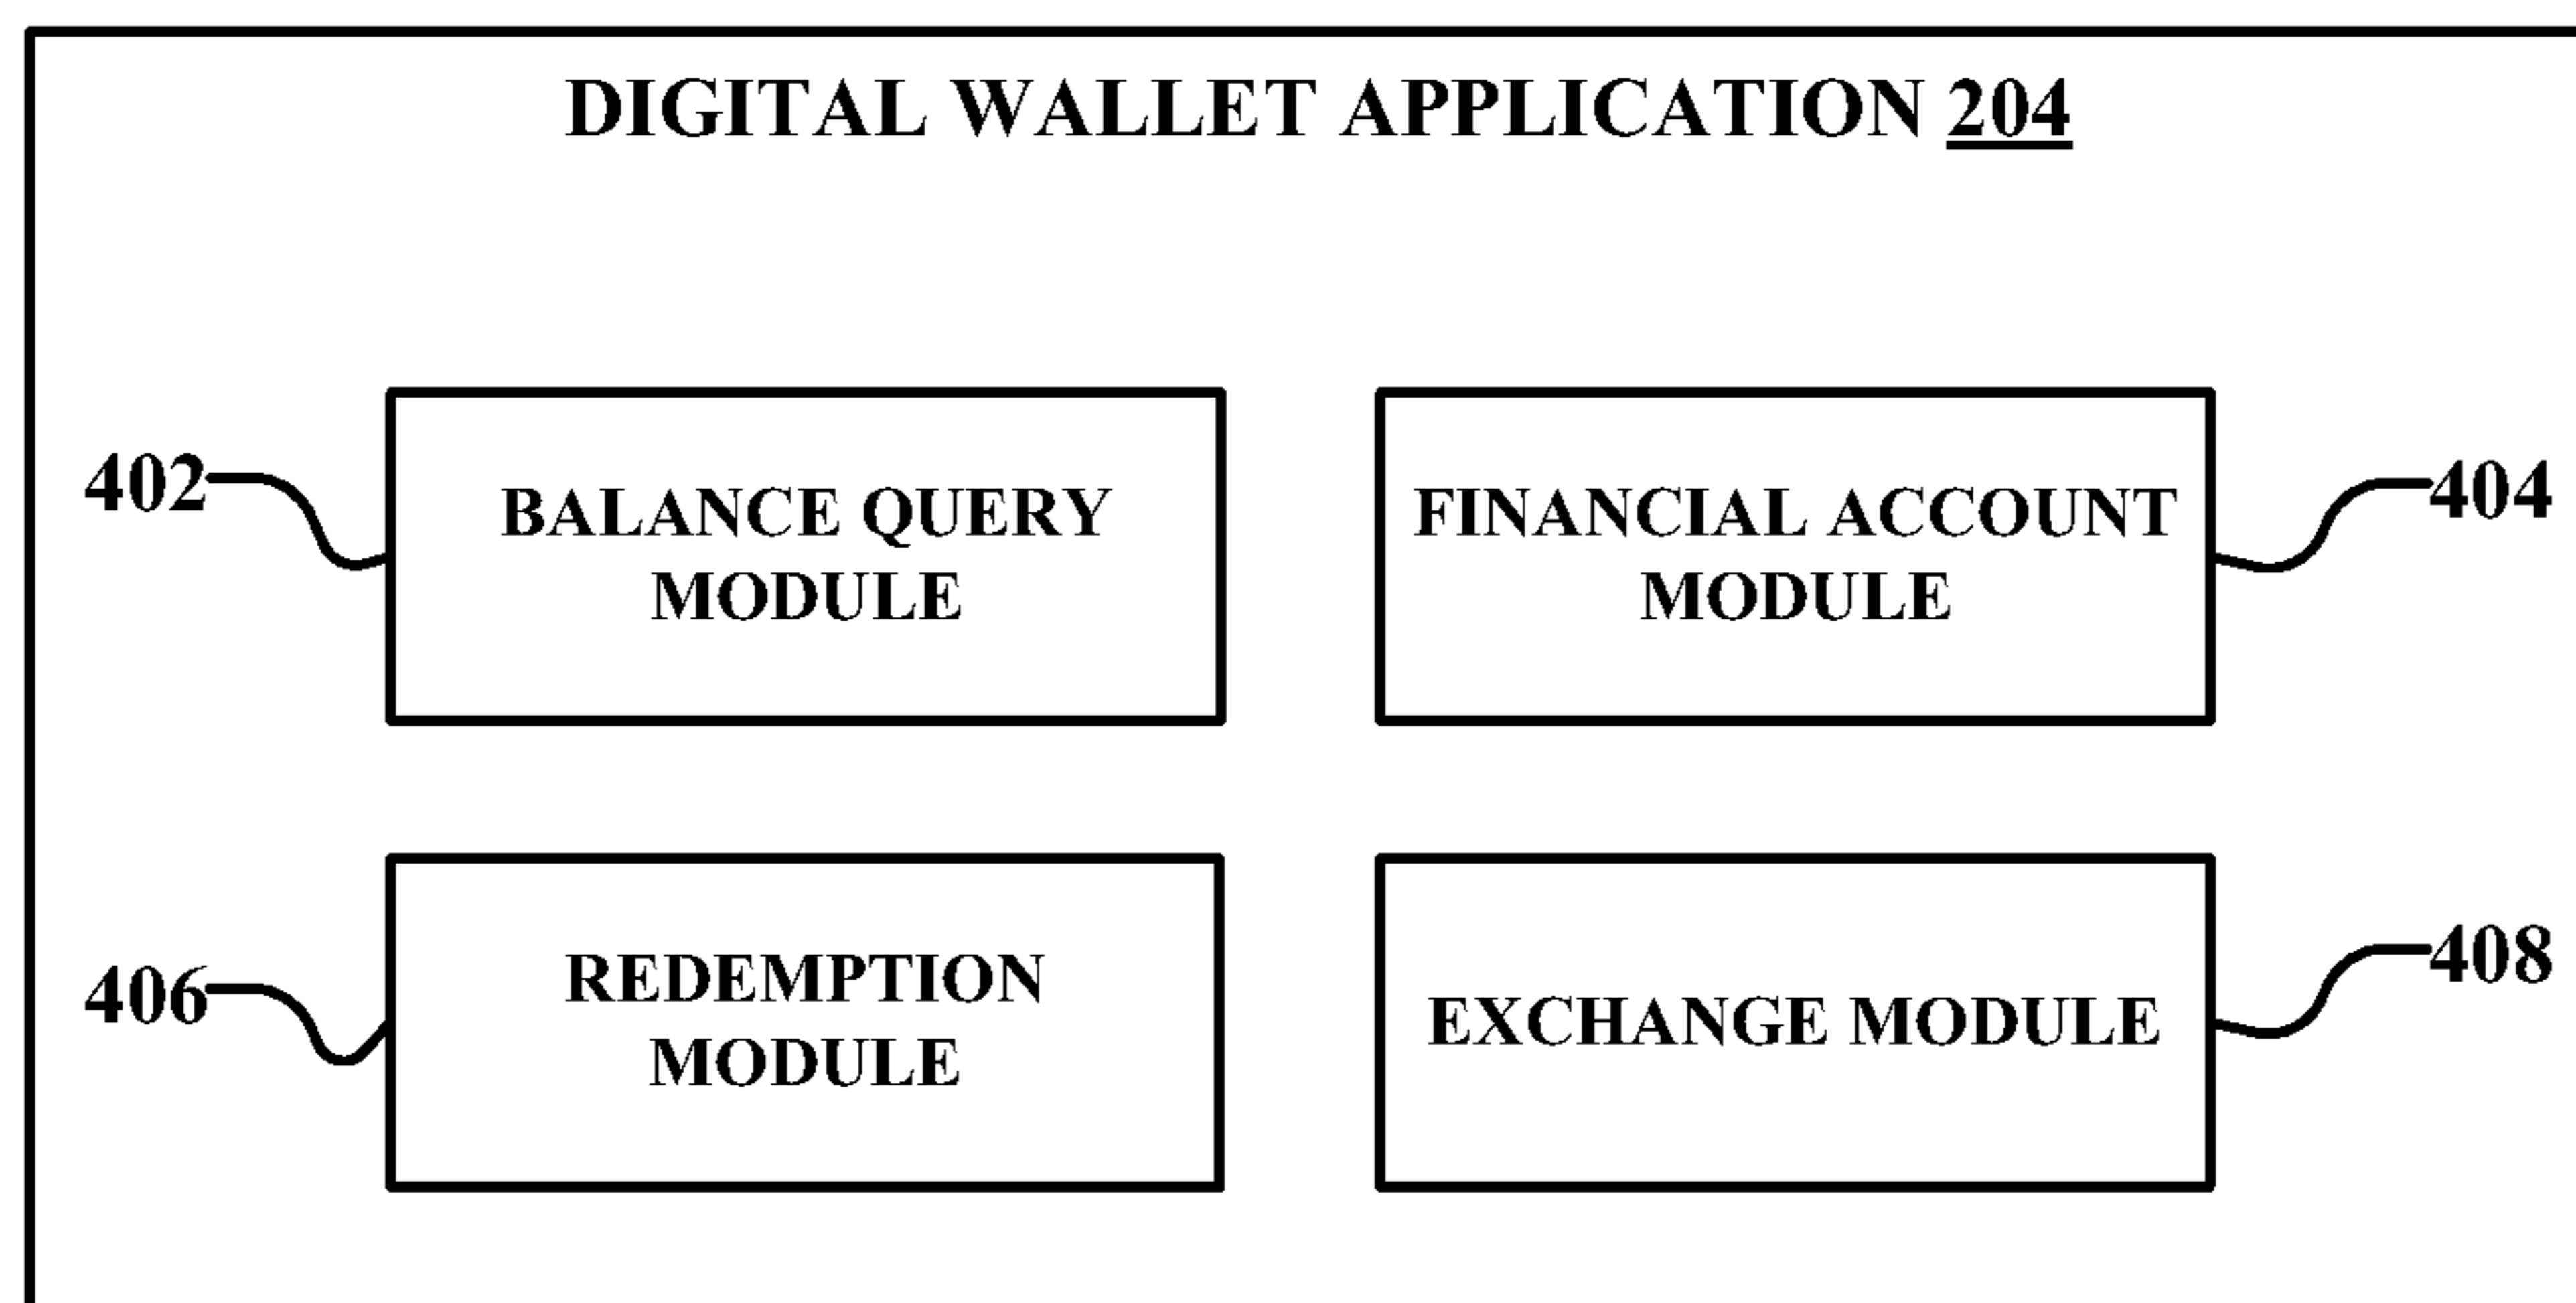 DIGITAL WALLET APPLICATION 204
402
BALANCE QUERY
MODULE
FINANCIAL ACCOUNT
MODULE
404
406
REDEMPTION
MODULE
EXCHANGE MODULE
408